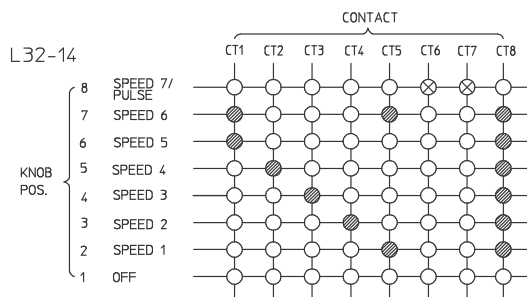 CONTACT
L32-14
CT1 CT2 CT3 CT4 CT5 CT6 CT7 CT8
8 SPEED 7/
PULSE
7 SPEED 6
6 SPEED 5
KNOB
POS.
5 SPEED 4
4 SPEED 3
3 SPEED 2
2 SPEED 1
1 OFF